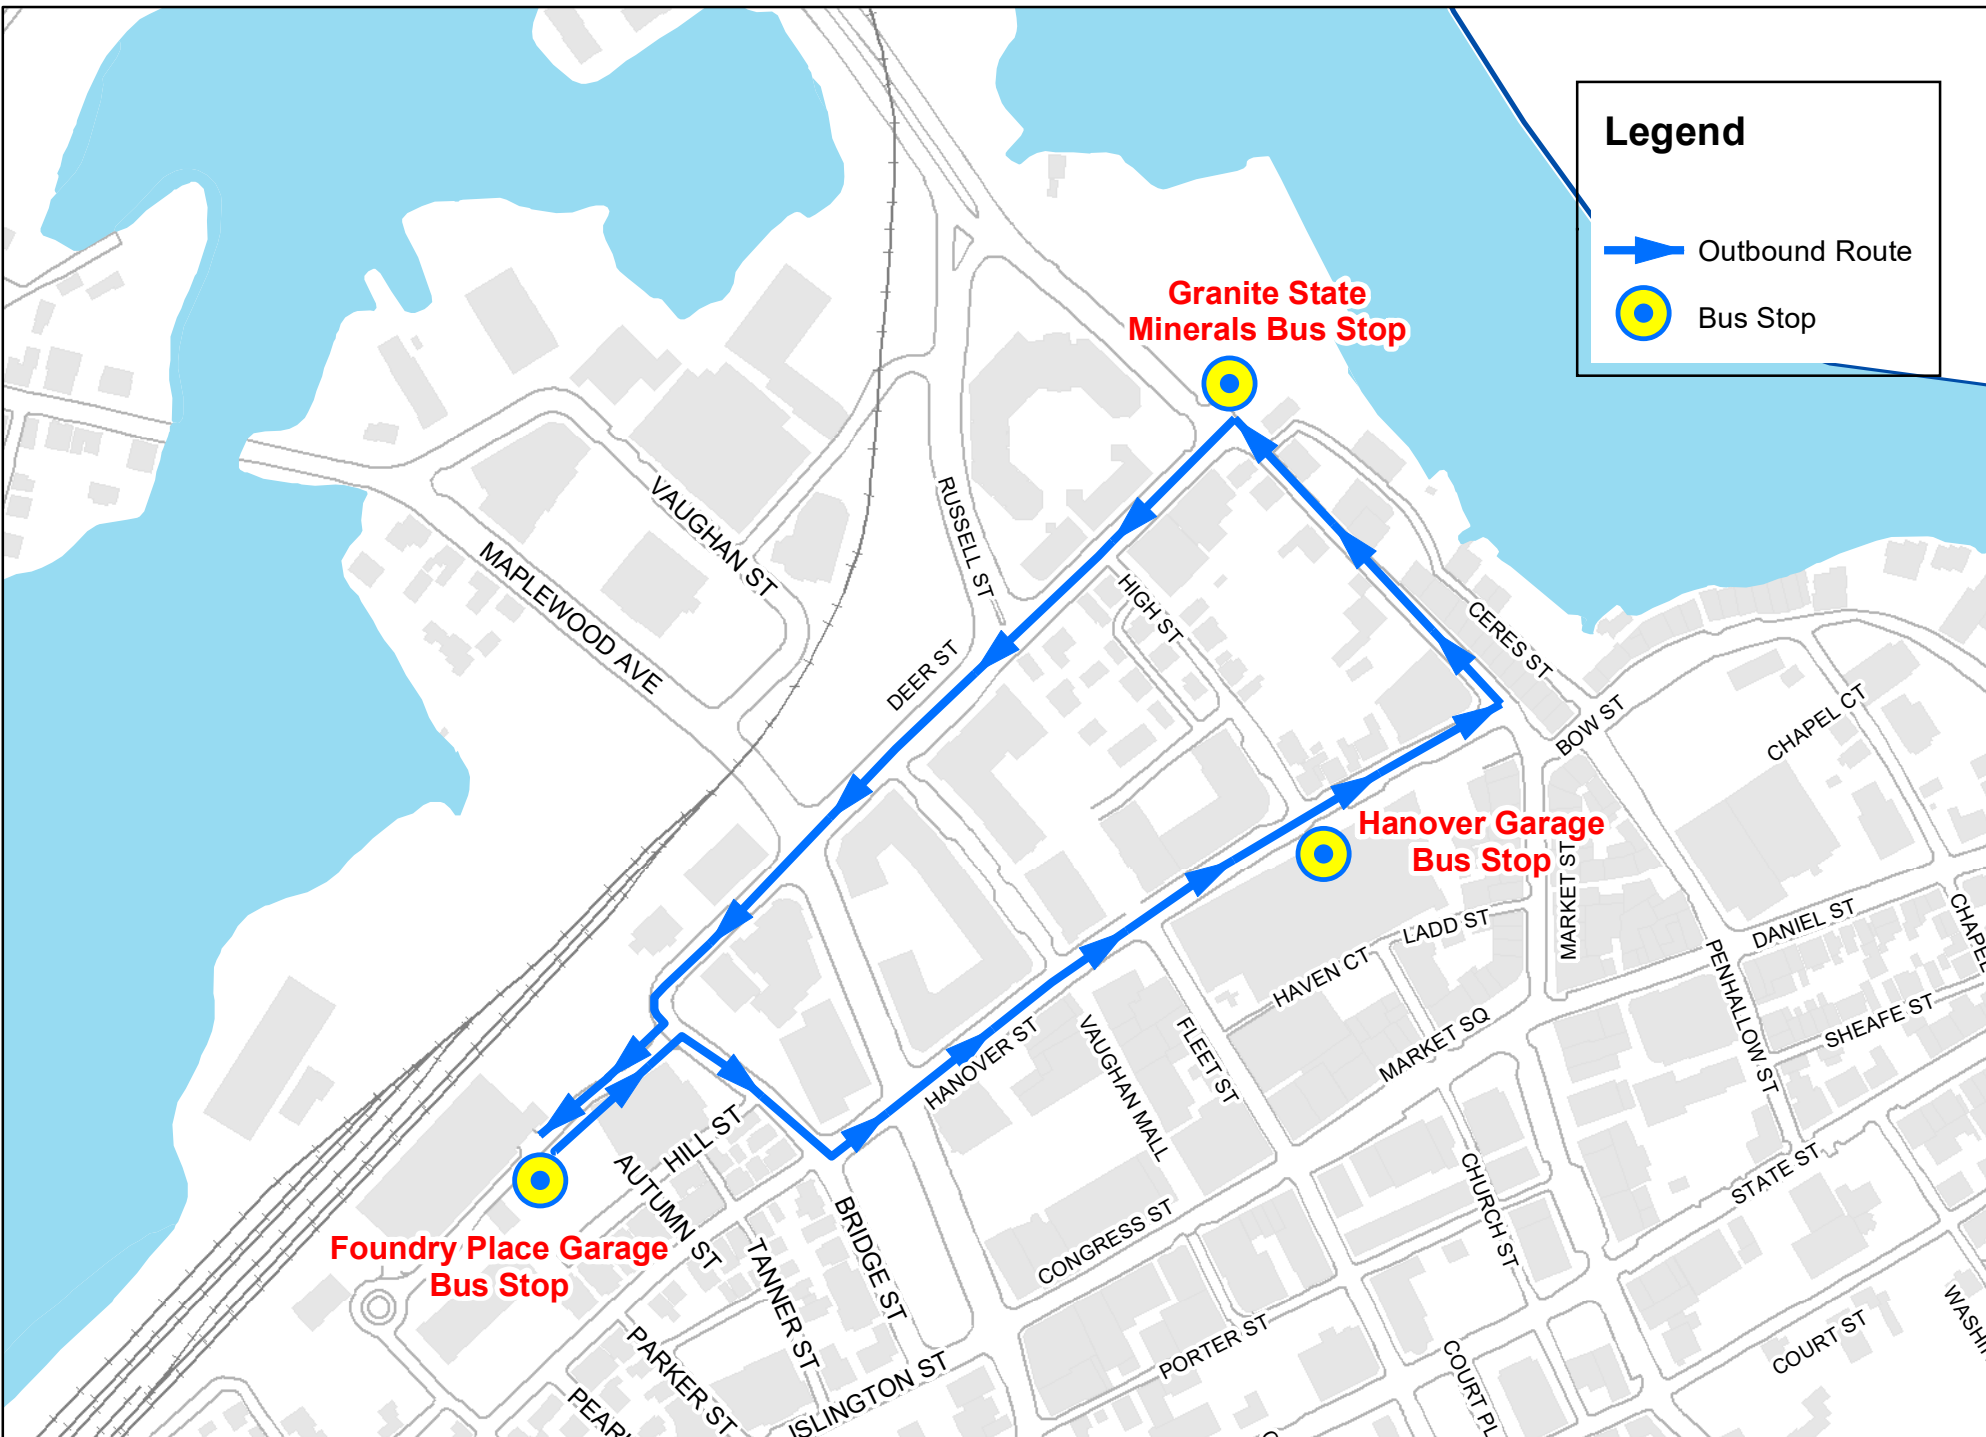 Legend
Outbound Route
Bus Stop
Granite State
Minerals Bus Stop
VAUGHAN ST
RUSSELL ST
MAPLEWOOD AVE
HIGH ST
CERES ST
DEER ST
BOW ST
CHAPEL CT
Hanover Garage
Bus Stop
MARKET ST
LADD ST
DANIEL ST
CHAPEL
HAVEN CT
PENHALLOW ST
SHEAFE ST
HANOVER ST
VAUGHAN MALL
FLEET ST
MARKET SQ
HILL ST
AUTUMN ST
TANNER ST
BRIDGE ST
CHURCH ST
STATE ST
CONGRESS ST
Foundry Place Garage
Bus Stop
PARKER ST
PEARL
ISLINGTON ST
PORTER ST
COURT PL
COURT ST